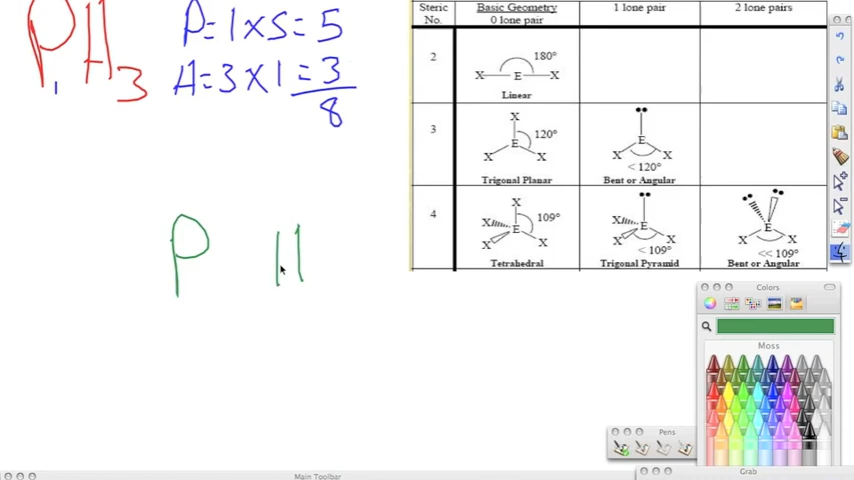 PH3
1
P=1×5=5
H=3×1=3
8
P H
Steric No.
Basic Geometry
0 lone pair
1 lone pair
2 lone pairs
2
180°
X E X
Linear
3
X
120°
E
X X
Trigonal Planar
E
X X
<120°
Bent or Angular
4
X
X 109°
E
X X
Tetrahedral
X E
X X
<109°
Trigonal Pyramid
E
X X
<< 109°
Bent or Angular
Colors
Moss
Pens
Grab
Main Toolbar